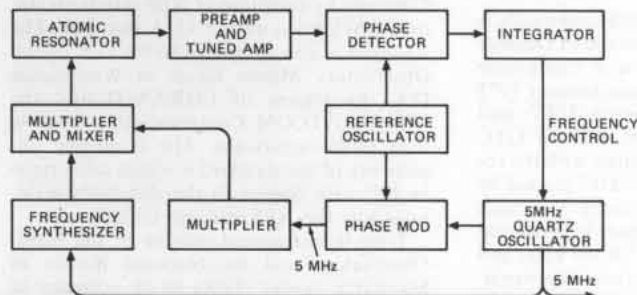 ATOMIC
RESONATOR
PREAMP
AND
TUNED AMP
PHASE
DETECTOR
INTEGRATOR
MULTIPLIER
AND MIXER
REFERENCE
OSCILLATOR
FREQUENCY
CONTROL
FREQUENCY
SYNTHESIZER
MULTIPLIER
PHASE MOD
5MHz
QUARTZ
OSCILLATOR
5 MHz
5 MHz